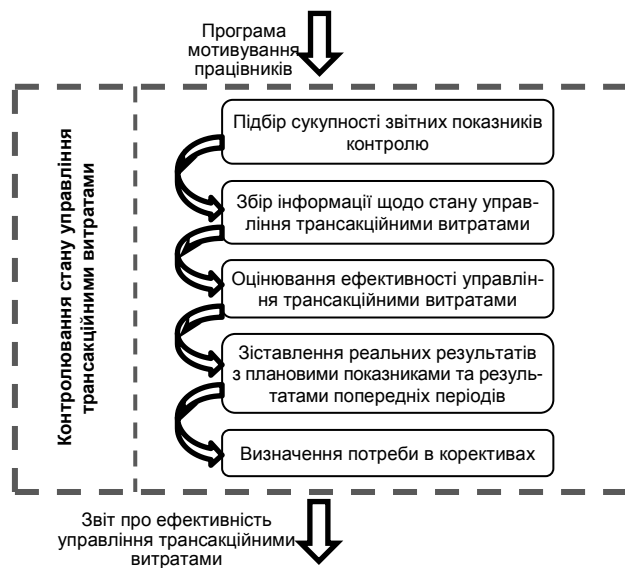 Програма
мотивування
працівників
Контролювання стану управління
трансакційними витратами
Підбір сукупності звітних показників
контролю
Збір інформації щодо стану управ-
ління трансакційними витратами
Оцінювання ефективності управлін-
ня трансакційними витратами
Зіставлення реальних результатів
з плановими показниками та резуль-
татами попередніх періодів
Визначення потреби в корективах
Звіт про ефективність
управління трансакційними
витратами